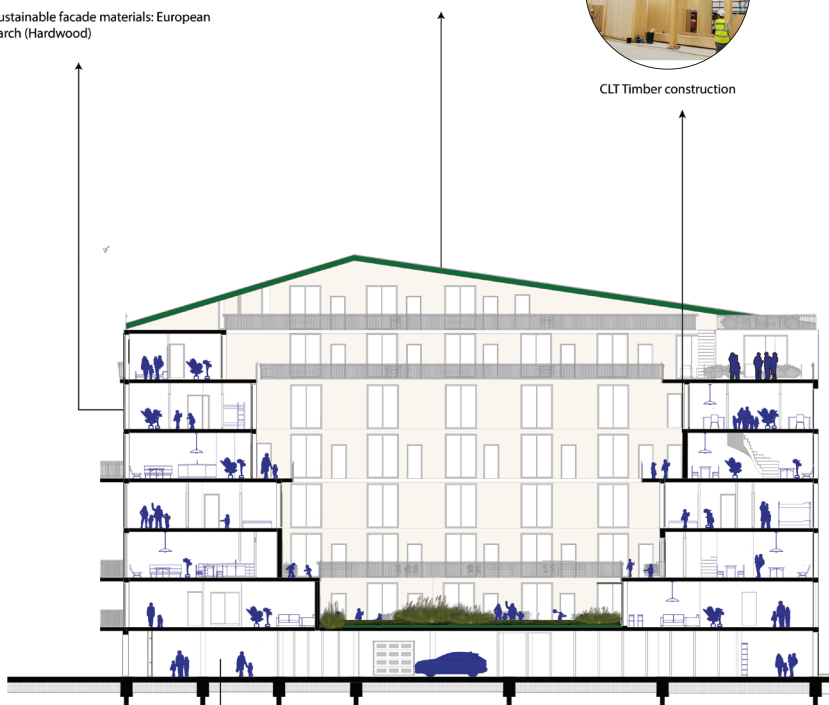 ustainable facade materials: European
arch (Hardwood)
CLT Timber construction